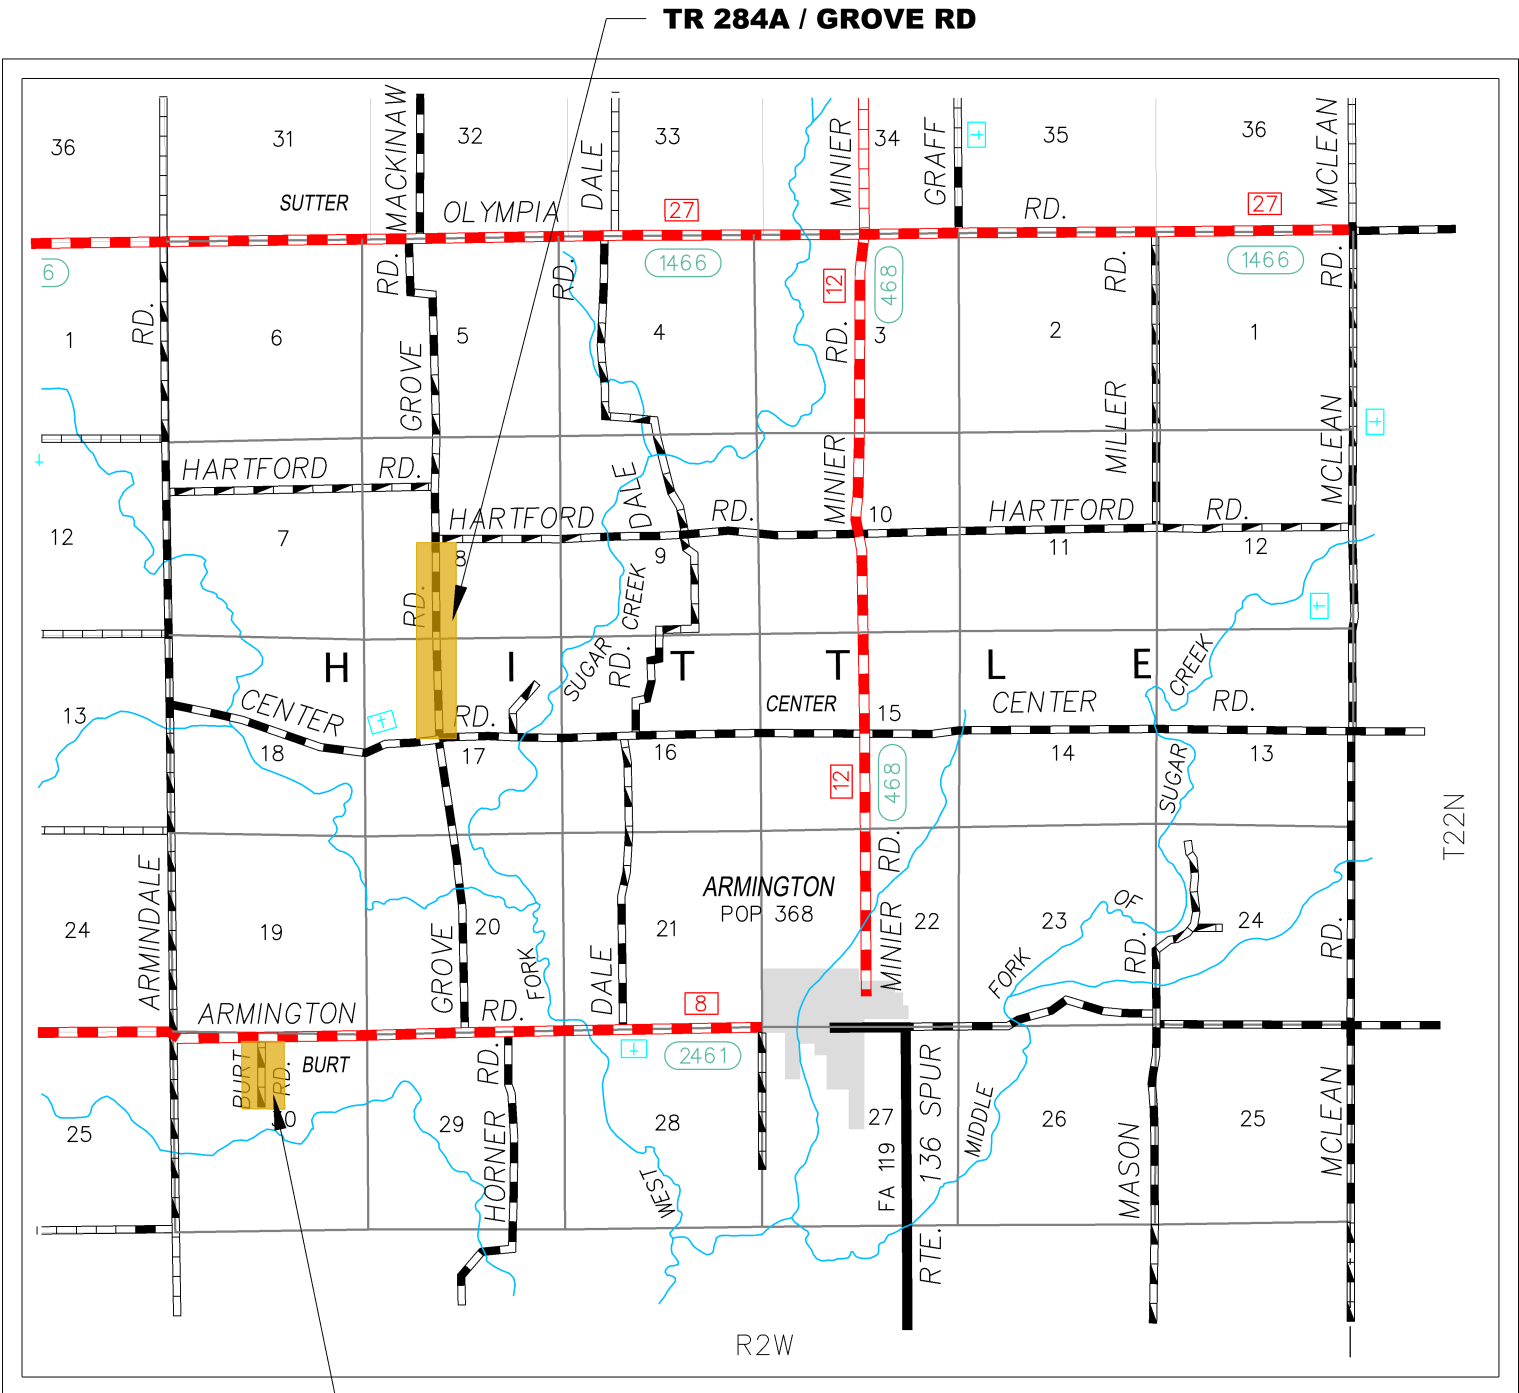 TR 284A / GROVE RD
36
31
MACKINAW
32
DALE
33
MINIER
34
GRAFF
35
36
MCLEAN
SUTTER
OLYMPIA
27
RD.
27
6
RD.
RD.
1466
12
468
RD.
1466
RD.
1
RD.
6
GROVE
5
4
RD.
3
2
1
MILLER
MCLEAN
HARTFORD
RD.
DALE
MINIER
HARTFORD
RD.
10
HARTFORD
RD.
12
7
8
9
11
12
RD.
CREEK
SUGAR
RD.
H I T T L E
CREEK
13
CENTER
RD.
CENTER
15
CENTER
RD.
18
17
16
14
13
12
468
SUGAR
T22N
ARMINDALE
RD.
ARMINGTON
POP 368
24
19
GROVE
20
FORK
DALE
21
MINIER
22
FORK
23
OF
RD.
24
RD.
ARMINGTON
RD.
8
BURT
RD.
BURT
RD.
2461
25
30
29
HORNER
28
WEST
27
FA 119
RTE. 136 SPUR
MIDDLE
26
MASON
25
MCLEAN
R2W